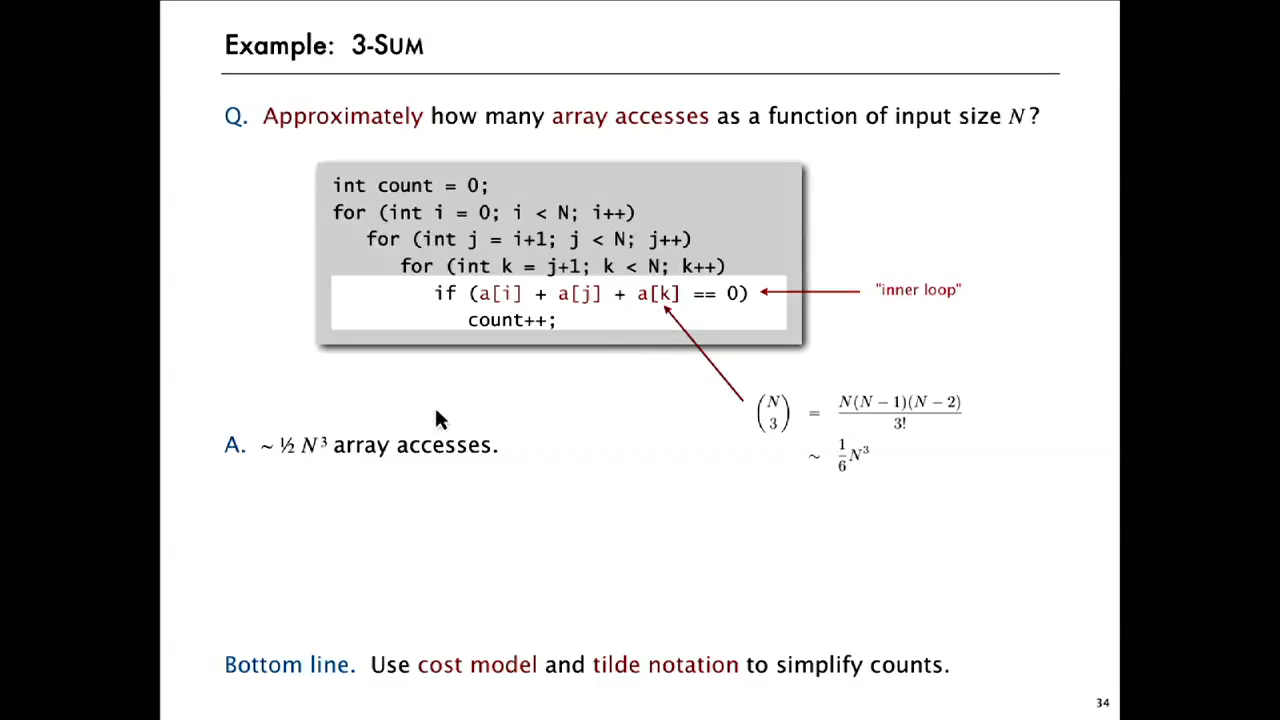 Example: 3-SUM
Q. Approximately how many array accesses as a function of input size N ?
int count = 0;
for (int i = 0; i < N; i++)
for (int j = i+1; j < N; j++)
for (int k = j+1; k < N; k++)
if (a[i] + a[j] + a[k] == 0)
"inner loop"
count++;
(N 3) = N(N − 1)(N − 2) / 3!
∼ 1/6 N³
A. ~ ½ N³ array accesses.
Bottom line. Use cost model and tilde notation to simplify counts.
34